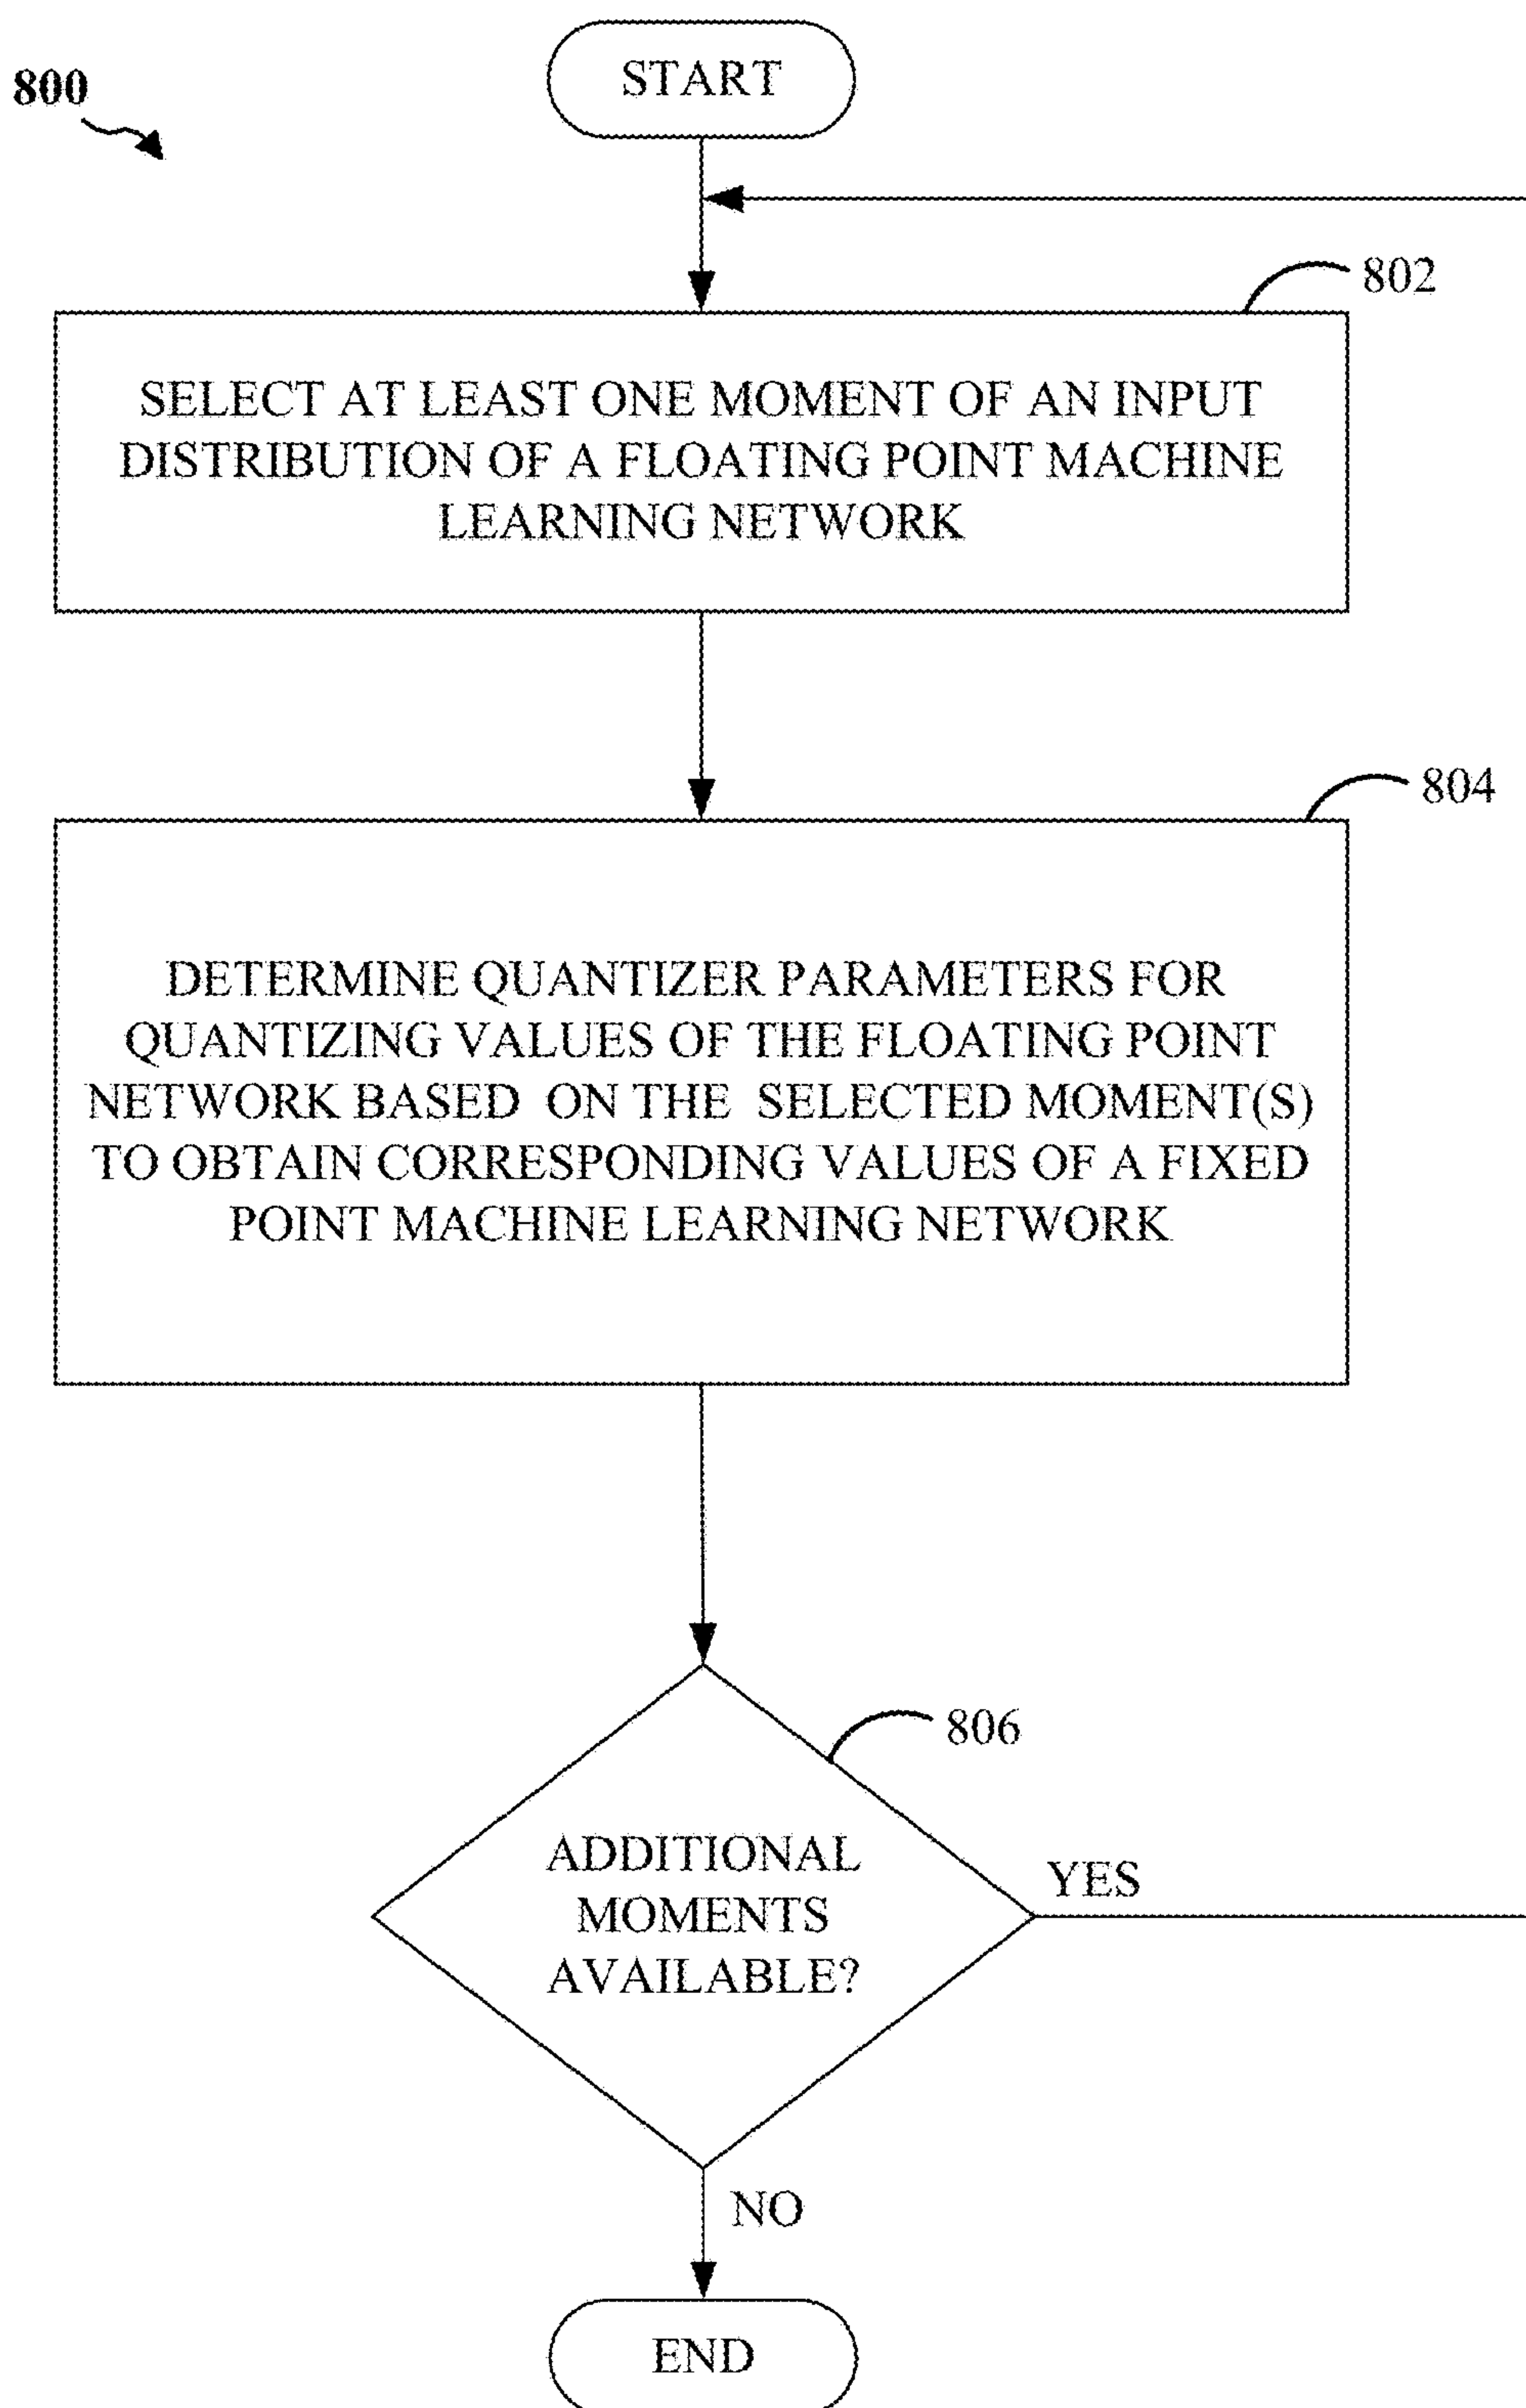 800
START
802
SELECT AT LEAST ONE MOMENT OF AN INPUT
DISTRIBUTION OF A FLOATING POINT MACHINE
LEARNING NETWORK
804
DETERMINE QUANTIZER PARAMETERS FOR
QUANTIZING VALUES OF THE FLOATING POINT
NETWORK BASED ON THE SELECTED MOMENT(S)
TO OBTAIN CORRESPONDING VALUES OF A FIXED
POINT MACHINE LEARNING NETWORK
806
ADDITIONAL
MOMENTS
AVAILABLE?
YES
NO
END